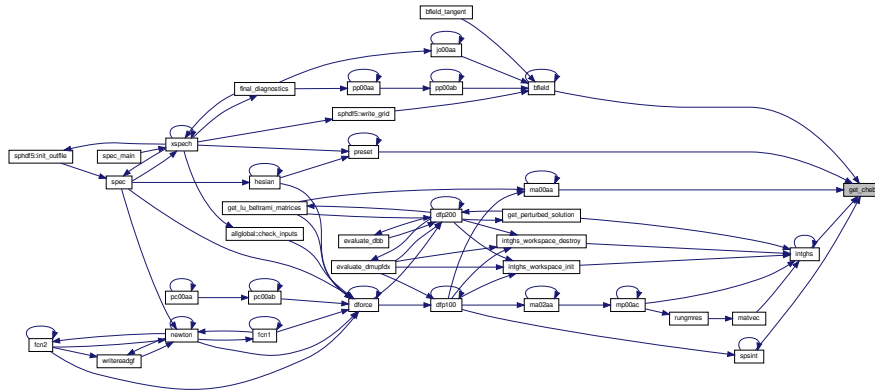 bfield_tangent
jo00aa
final_diagnostics
pp00aa
pp00ab
bfield
sphdf5::write_grid
xspech
sphdf5::init_outfile
spec_main
preset
spec
hesian
ma00aa
get_cheb
get_lu_beltrami_matrices
dfp200
get_perturbed_solution
allglobal::check_inputs
evaluate_dbb
intghs_workspace_destroy
intghs
evaluate_dmupfdx
intghs_workspace_init
pc00aa
pc00ab
dforce
dfp100
ma02aa
mp00ac
rungmres
matvec
newton
fcn1
fcn2
writereadgf
spsint